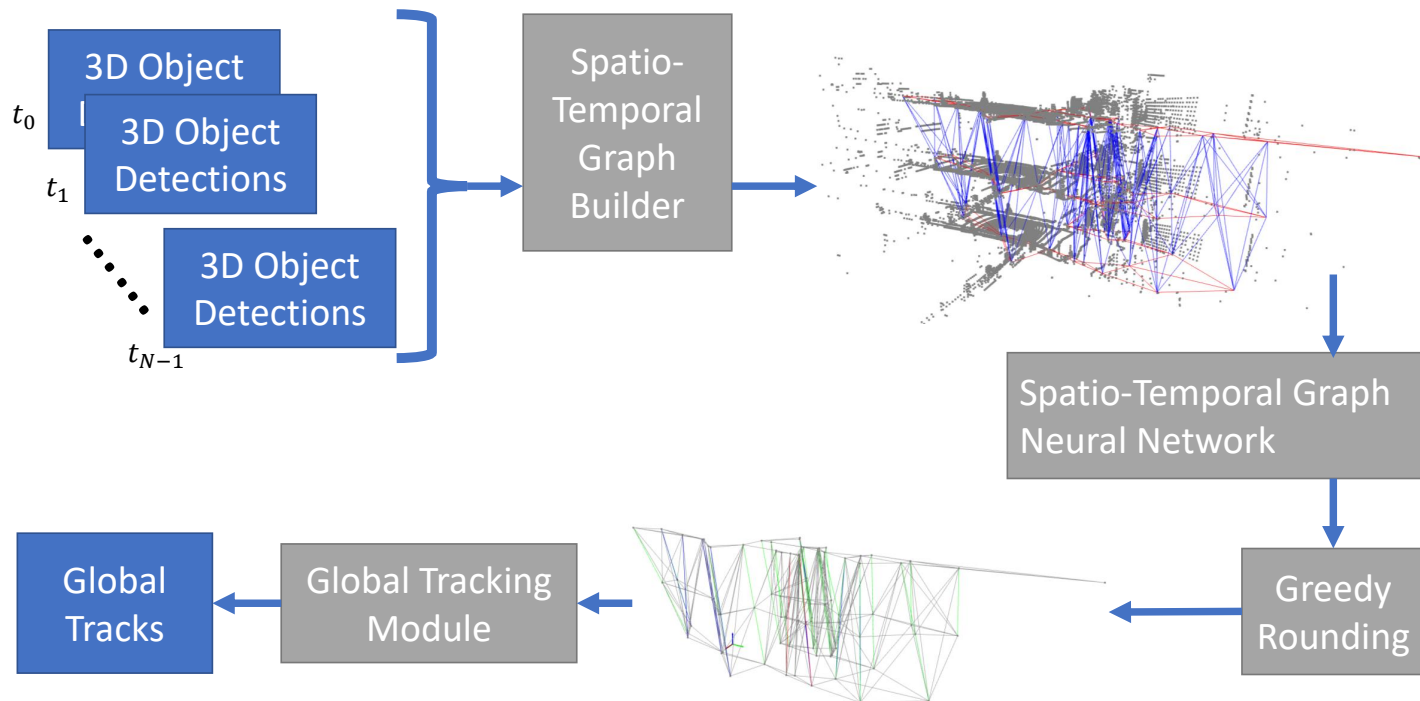 3D Object
t₀
3D Object
Detections
t₁
3D Object
Detections
t_{N−1}
Spatio-
Temporal
Graph
Builder
Spatio-Temporal Graph
Neural Network
Greedy
Rounding
Global Tracking
Module
Global
Tracks